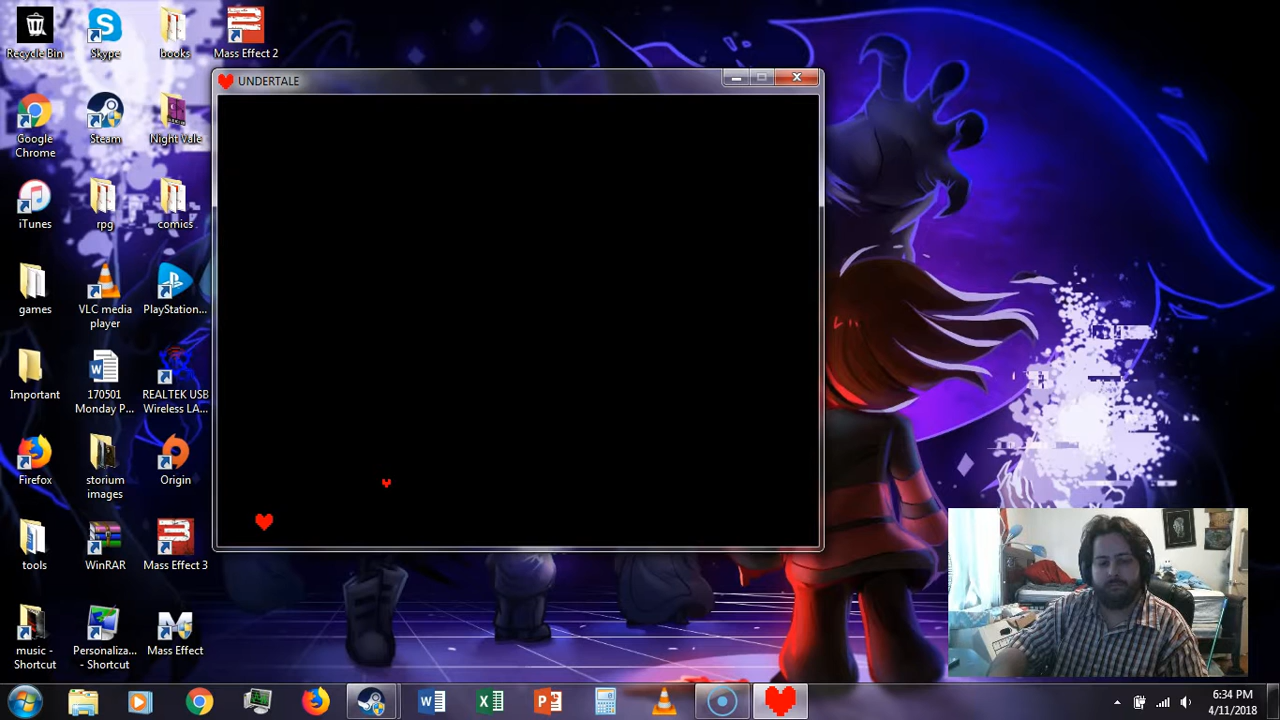 Recycle Bin
Skype
books
Mass Effect 2
UNDERTALE
Google
Chrome
Steam
Night Vale
iTunes
rpg
comics
games
VLC media
player
PlayStation...
Important
170501
Monday P...
REALTEK USB
Wireless LA...
Firefox
storium
images
Origin
tools
WinRAR
Mass Effect 3
music -
Shortcut
Personaliza...
- Shortcut
Mass Effect
6:34 PM
4/11/2018